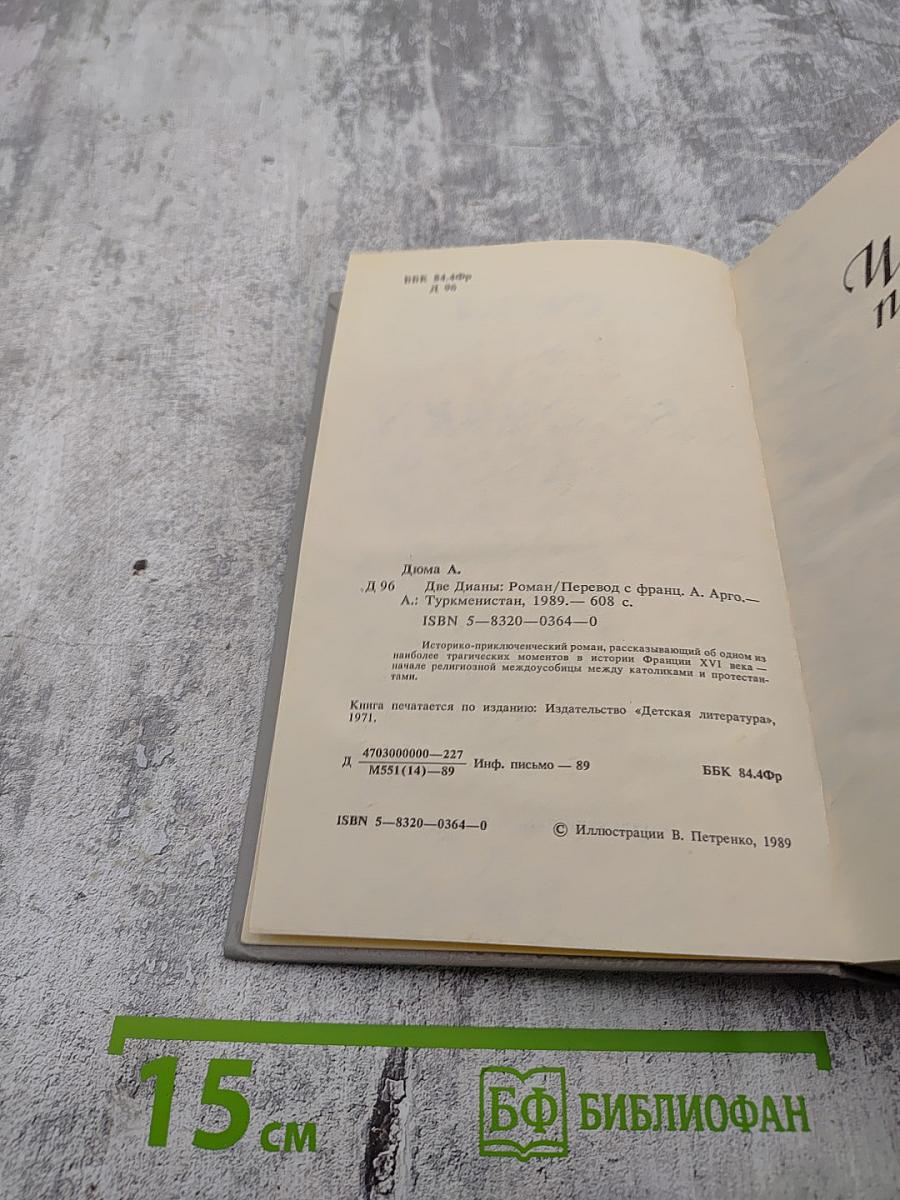 ББК 84.4Фр
Д 96
Дюма А.
Д 96 Две Дианы: Роман/Перевод с франц. А. Арго.—
А.: Туркменистан, 1989.— 608 с.
ISBN 5—8320—0364—0
Историко-приключенческий роман, рассказывающий об одном из
наиболее трагических моментов в истории Франции XVI века —
начале религиозной междоусобицы между католиками и протестан-
тами.
Книга печатается по изданию: Издательство «Детская литература»,
1971.
Д 4703000000—227 Инф. письмо — 89 ББК 84.4Фр
М551(14)—89
ISBN 5—8320—0364—0 © Иллюстрации В. Петренко, 1989
15 см БФ БИБЛИОФАН